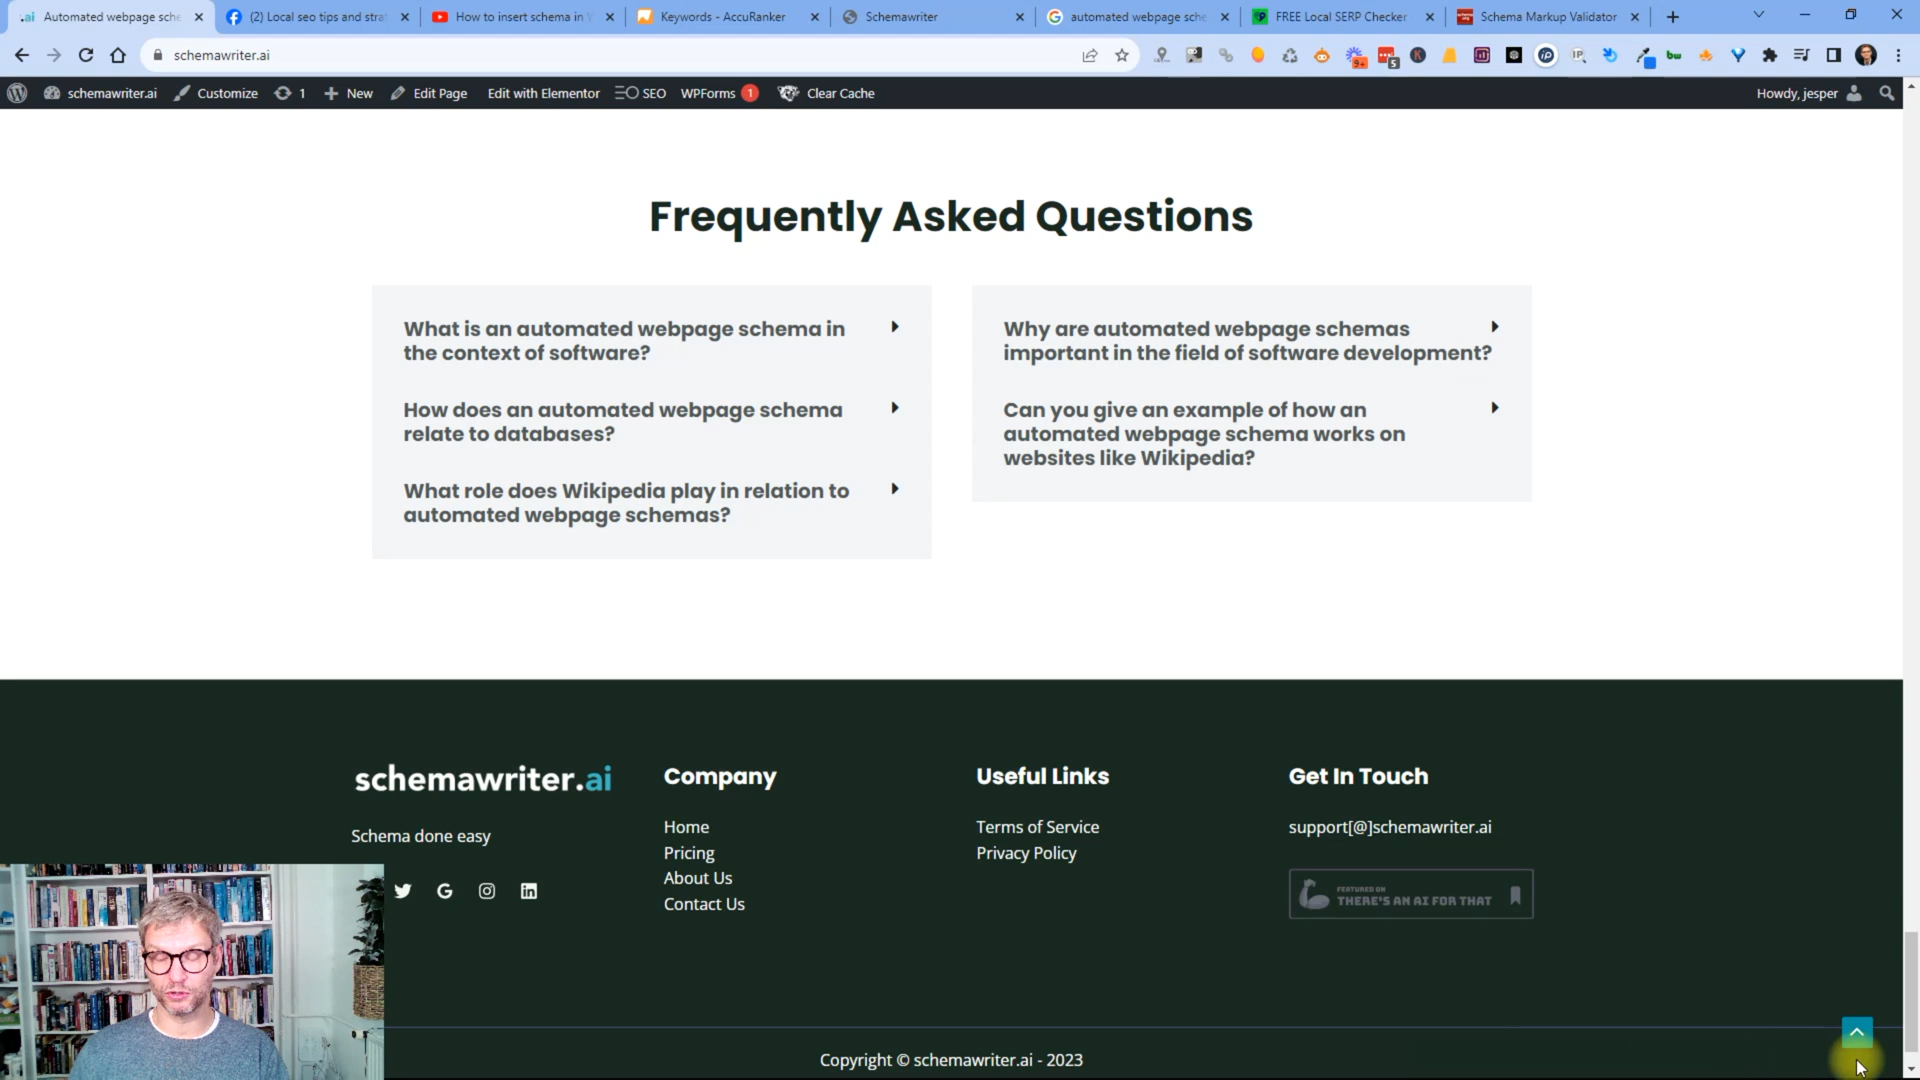 .ai Automated webpage sche
(2) Local seo tips and stra
How to insert schema in
Keywords - AccuRanker
Schemawriter
automated webpage sche
FREE Local SERP Checker
Schema Markup Validator
schemawriter.ai
9+
5
IP
bw
schemawriter.ai
Customize
1
New
Edit Page
Edit with Elementor
SEO
WPForms 1
Clear Cache
Howdy, jesper
Frequently Asked Questions
What is an automated webpage schema in
the context of software?
How does an automated webpage schema
relate to databases?
What role does Wikipedia play in relation to
automated webpage schemas?
Why are automated webpage schemas
important in the field of software development?
Can you give an example of how an
automated webpage schema works on
websites like Wikipedia?
schemawriter.ai
Schema done easy
Company
Home
Pricing
About Us
Contact Us
Useful Links
Terms of Service
Privacy Policy
Get In Touch
support[@]schemawriter.ai
FEATURED ON
THERE'S AN AI FOR THAT
Copyright © schemawriter.ai - 2023